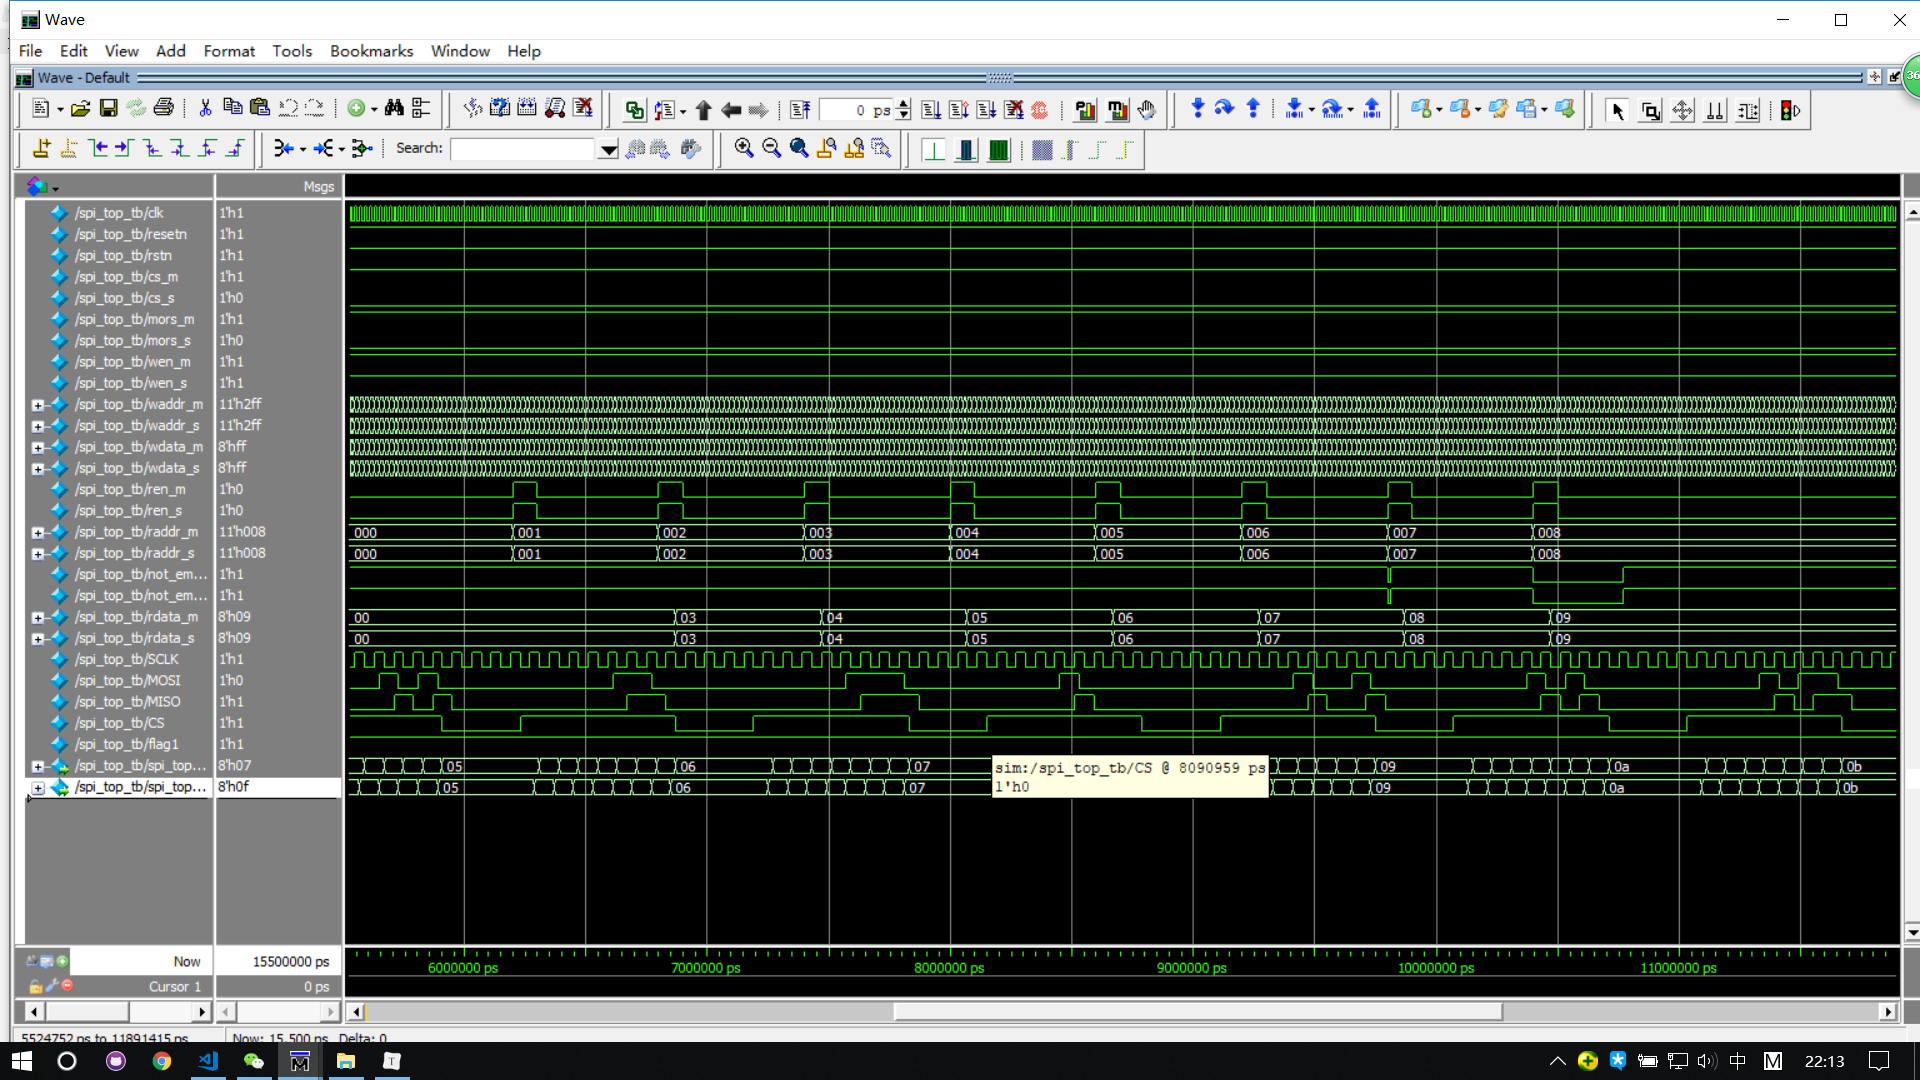 Wave
File Edit View Add Format Tools Bookmarks Window Help
Wave - Default
36
0 ps
Search:
Msgs
/spi_top_tb/clk 1'h1
/spi_top_tb/resetn 1'h1
/spi_top_tb/rstn 1'h1
/spi_top_tb/cs_m 1'h1
/spi_top_tb/cs_s 1'h0
/spi_top_tb/mors_m 1'h1
/spi_top_tb/mors_s 1'h0
/spi_top_tb/wen_m 1'h1
/spi_top_tb/wen_s 1'h1
/spi_top_tb/waddr_m 11'h2ff
/spi_top_tb/waddr_s 11'h2ff
/spi_top_tb/wdata_m 8'hff
/spi_top_tb/wdata_s 8'hff
/spi_top_tb/ren_m 1'h0
/spi_top_tb/ren_s 1'h0
/spi_top_tb/raddr_m 11'h008 000 001 002 003 004 005 006 007 008
/spi_top_tb/raddr_s 11'h008 000 001 002 003 004 005 006 007 008
/spi_top_tb/not_em... 1'h1
/spi_top_tb/not_em... 1'h1
/spi_top_tb/rdata_m 8'h09 00 03 04 05 06 07 08 09
/spi_top_tb/rdata_s 8'h09 00 03 04 05 06 07 08 09
/spi_top_tb/SCLK 1'h1
/spi_top_tb/MOSI 1'h0
/spi_top_tb/MISO 1'h1
/spi_top_tb/CS 1'h1
/spi_top_tb/flag1 1'h1
/spi_top_tb/spi_top... 8'h07 05 06 07 09 0a 0b
/spi_top_tb/spi_top... 8'h0f 05 06 07 09 0a 0b
sim:/spi_top_tb/CS @ 8090959 ps
1'h0
Now 15500000 ps
6000000 ps 7000000 ps 8000000 ps 9000000 ps 10000000 ps 11000000 ps
Cursor 1 0 ps
5524752 ps to 11891415 ps Now: 15,500 ns Delta: 0
中 M 22:13